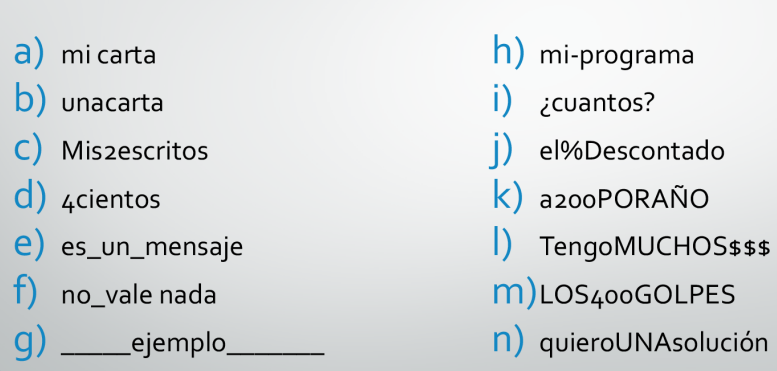 a) mi carta
b) unacarta
c) Mis2escritos
d) 4cientos
e) es_un_mensaje
f) no_vale nada
g) _____ejemplo_______
h) mi-programa
i) ¿cuantos?
j) el%Descontado
k) a200PORAÑO
l) TengoMUCHOS$$$
m) LOS400GOLPES
n) quieroUNAsolución